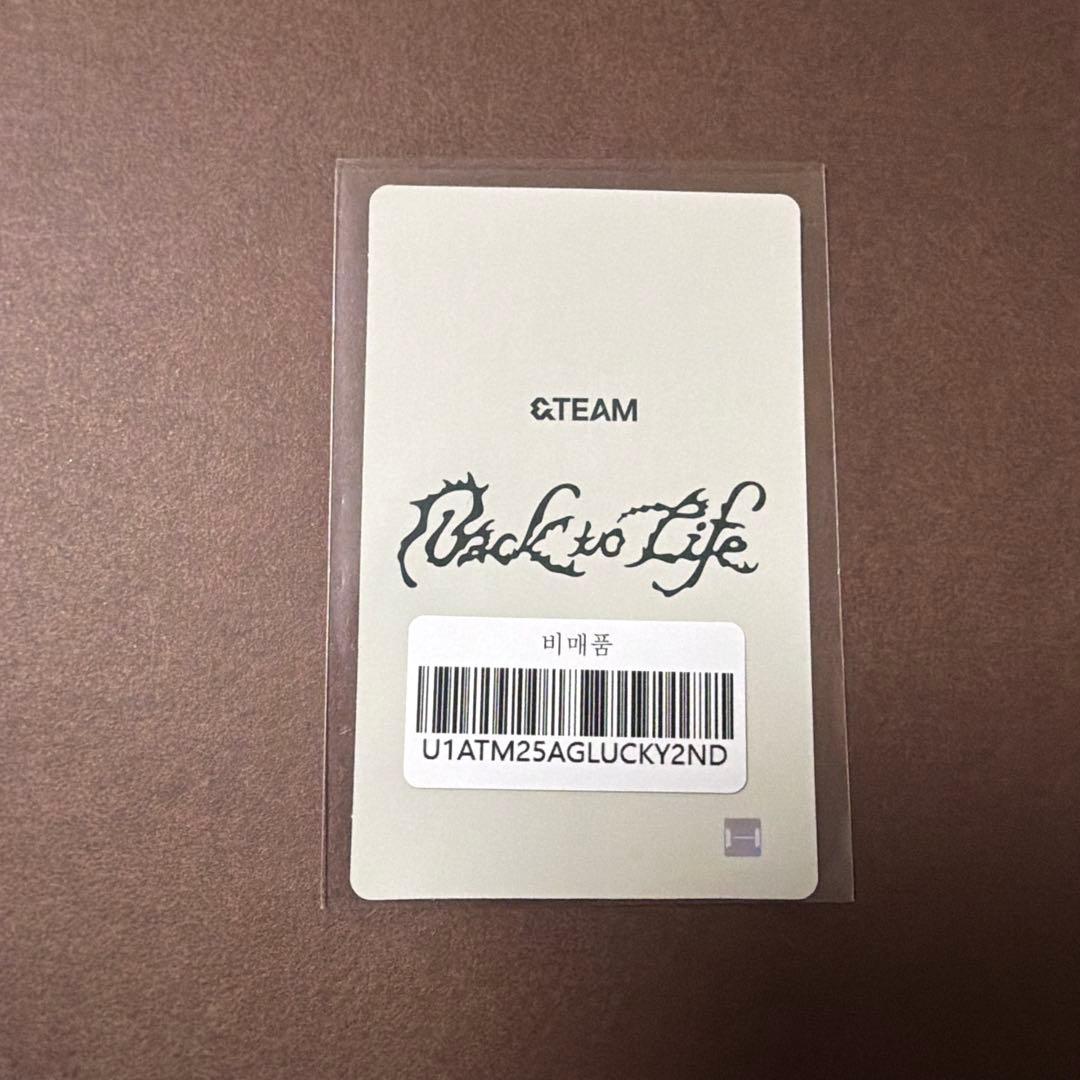 &TEAM
Back to Life
비매품
U1ATM25AGLUCKY2ND